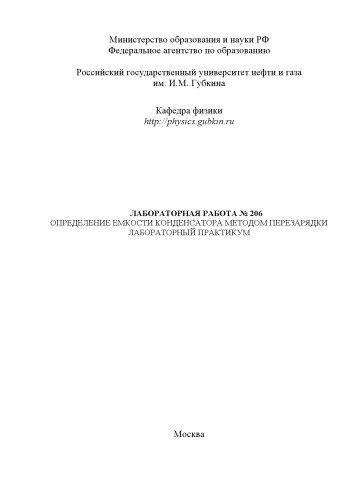 Министерство образования и науки РФ
Федеральное агентство по образованию
Российский государственный университет нефти и газа
им. И.М. Губкина
Кафедра физики
http://physics.gubkin.ru
ЛАБОРАТОРНАЯ РАБОТА № 206
ОПРЕДЕЛЕНИЕ ЕМКОСТИ КОНДЕНСАТОРА МЕТОДОМ ПЕРЕЗАРЯДКИ
ЛАБОРАТОРНЫЙ ПРАКТИКУМ
Москва